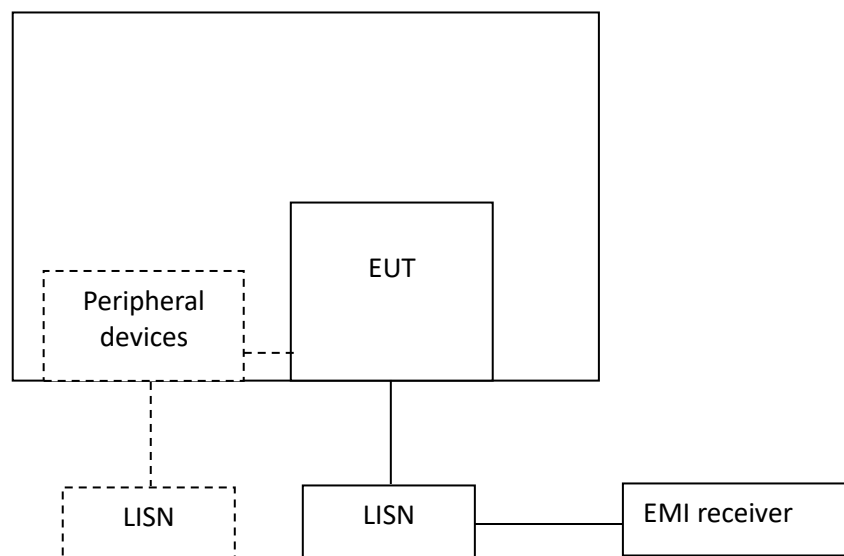 EUT
Peripheral
devices
LISN
LISN
EMI receiver